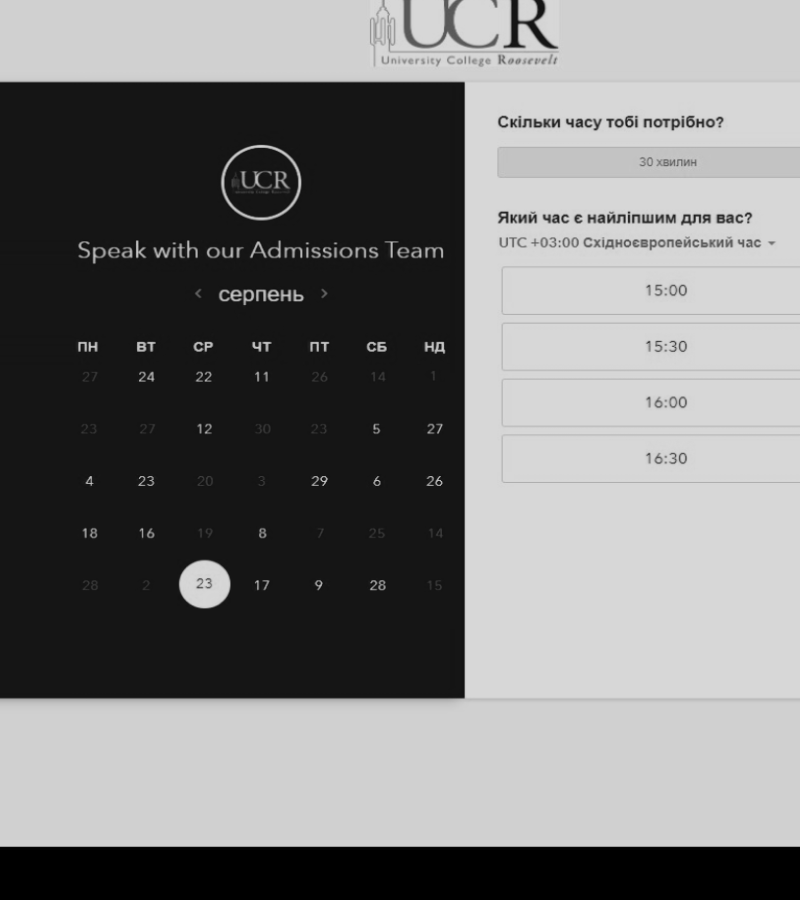 UCR
University College Roosevelt
UCR
Speak with our Admissions Team
< серпень >
ПН ВТ СР ЧТ ПТ СБ НД
27 24 22 11 26 14 1
23 27 12 30 23 5 27
4 23 20 3 29 6 26
18 16 19 8 7 25 14
28 2 23 17 9 28 15
Скільки часу тобі потрібно?
30 хвилин
Який час є найліпшим для вас?
UTC +03:00 Східноєвропейський час
15:00
15:30
16:00
16:30